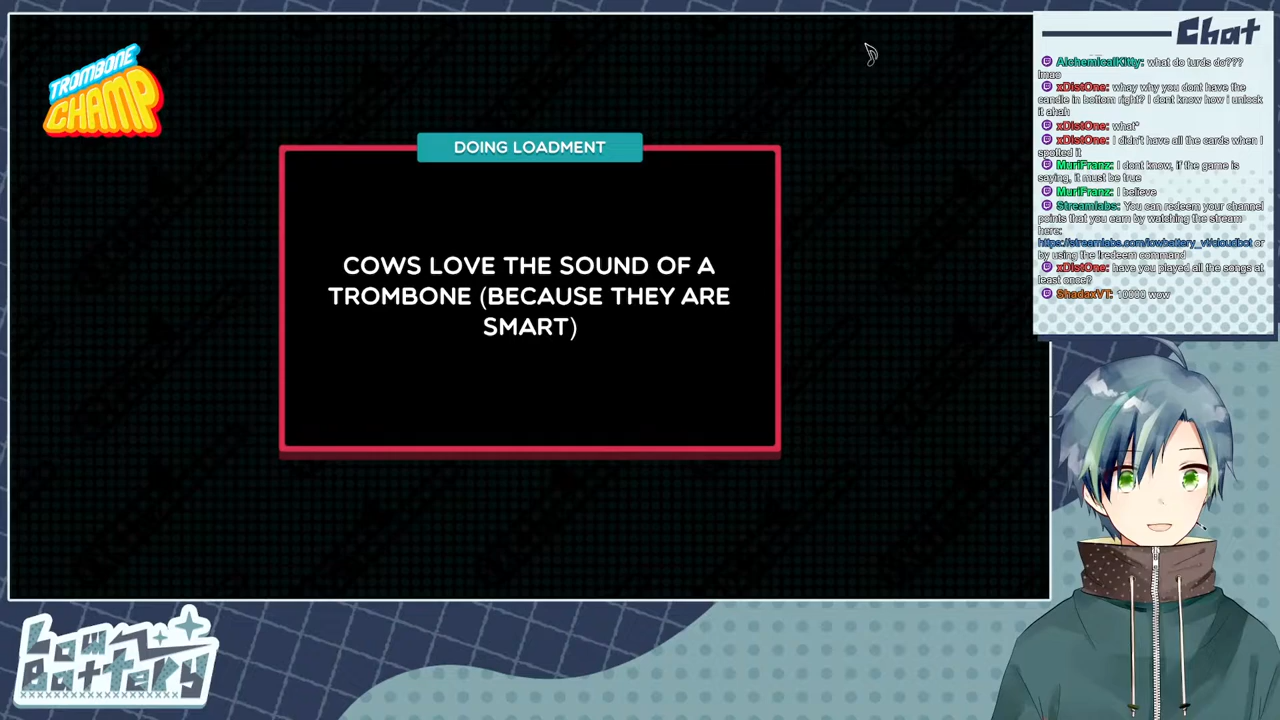 TROMBONE
CHAMP
DOING LOADMENT
COWS LOVE THE SOUND OF A
TROMBONE (BECAUSE THEY ARE
SMART)
Chat
AlchemicalKitty: what do turds do???
lmao
xDistOne: whay why you dont have the
candle in bottom right? I dont know how i unlock
it ahah
xDistOne: what*
xDistOne: I didn't have all the cards when I
spotted it
MuriFranz: I dont know, if the game is
saying, it must be true
MuriFranz: I believe
Streamlabs: You can redeem your channel
points that you earn by watching the stream
here:
https://streamlabs.com/lowbattery_vt/cloudbot or
by using the !redeem command
xDistOne: have you played all the songs at
least once?
ShadaxVT: 10000 wow
Low
Battery